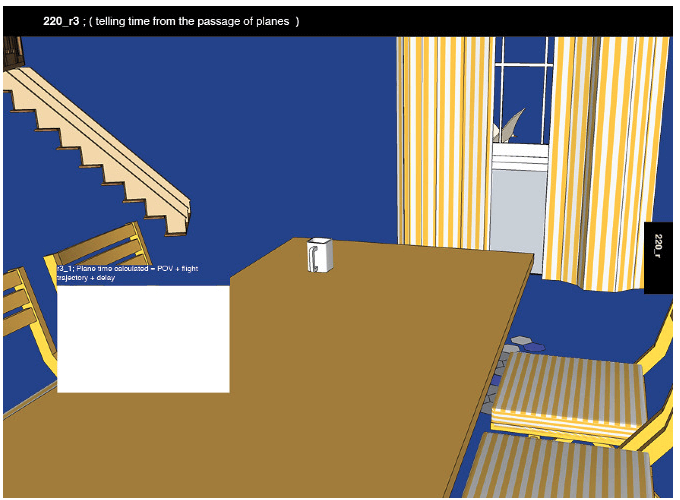 220_r3 ; ( telling time from the passage of planes )
220_r
r3_1; Plane time calculated = POV + flight
trajectory + delay